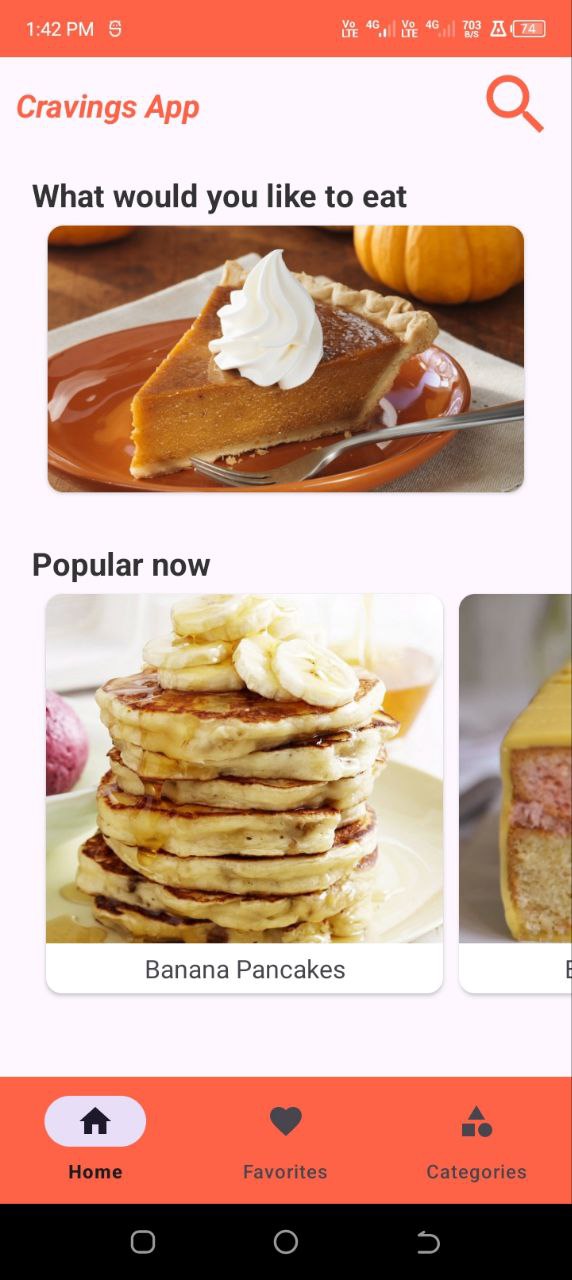 1:42 PM
Vo LTE 4G Vo LTE 4G 703 B/S 74
Cravings App
What would you like to eat
Popular now
Banana Pancakes
Home
Favorites
Categories